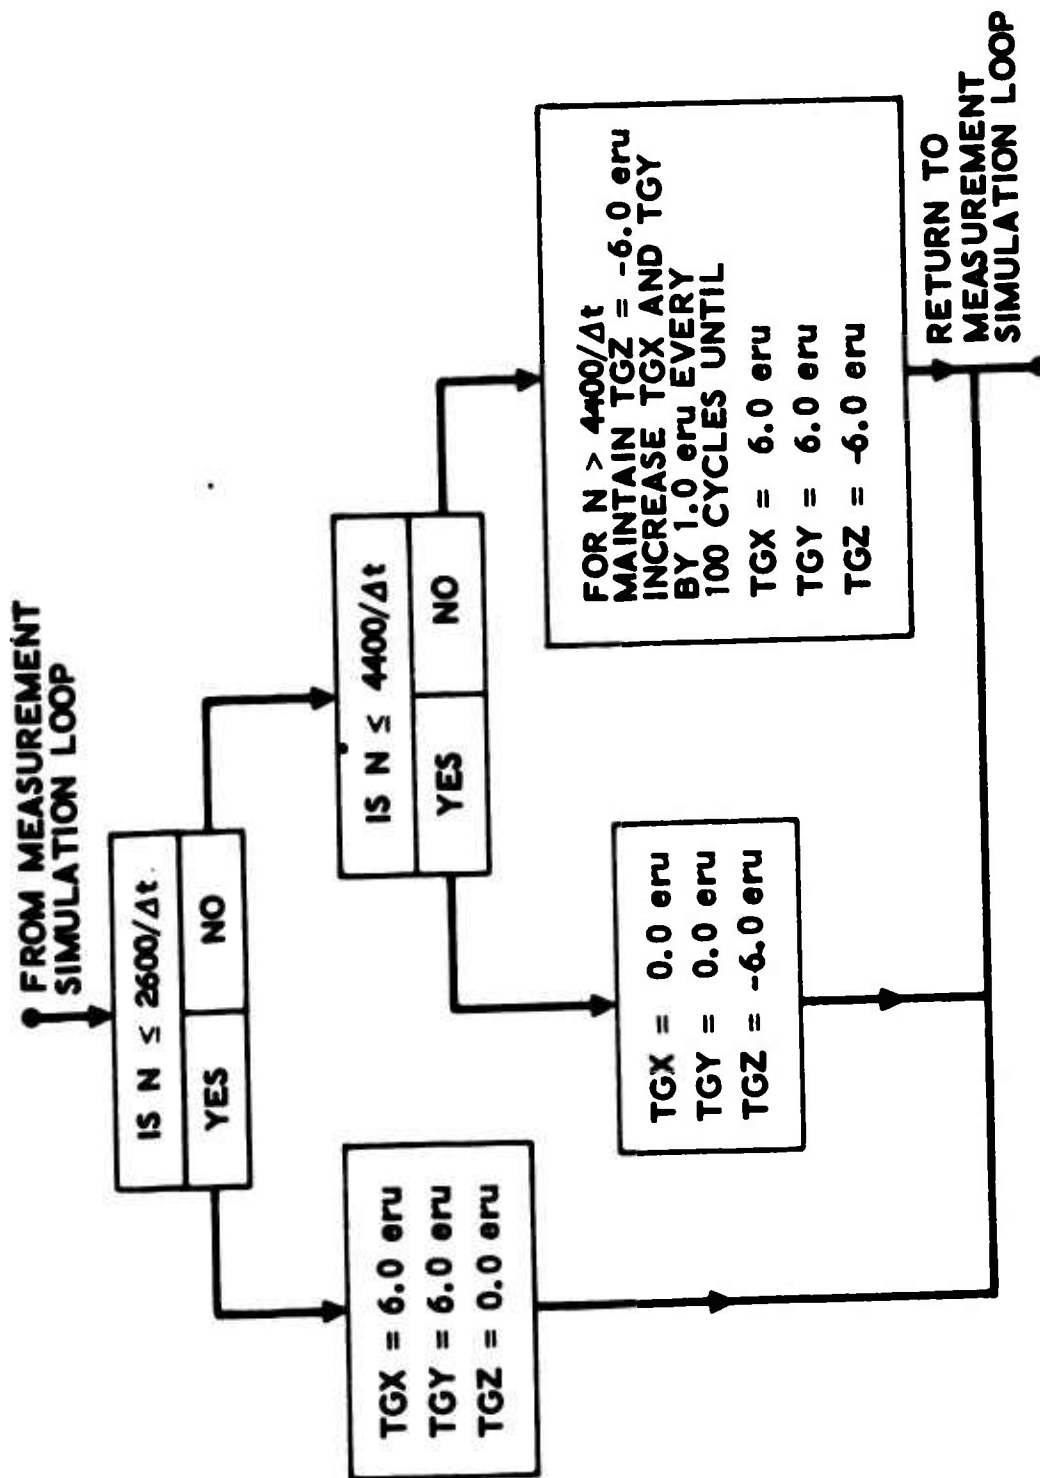 FROM MEASUREMENT
SIMULATION LOOP
IS N ≤ 2600/Δt
YES
NO
IS N ≤ 4400/Δt
YES
NO
TGX = 6.0 eru
TGY = 6.0 eru
TGZ = 0.0 eru
TGX = 0.0 eru
TGY = 0.0 eru
TGZ = -6.0 eru
FOR N > 4400/Δt
MAINTAIN TGZ = -6.0 eru
INCREASE TGX AND TGY
BY 1.0 eru EVERY
100 CYCLES UNTIL
TGX = 6.0 eru
TGY = 6.0 eru
TGZ = -6.0 eru
RETURN TO
MEASUREMENT
SIMULATION LOOP